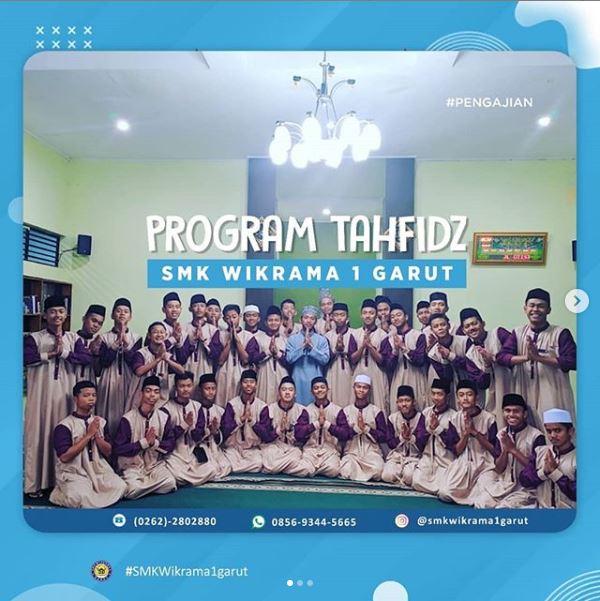 #PENGAJIAN
PROGRAM TAHFIDZ
SMK WIKRAMA 1 GARUT
(0262)-2802880
0856-9344-5665
@smkwikrama1garut
#SMKWikrama1garut